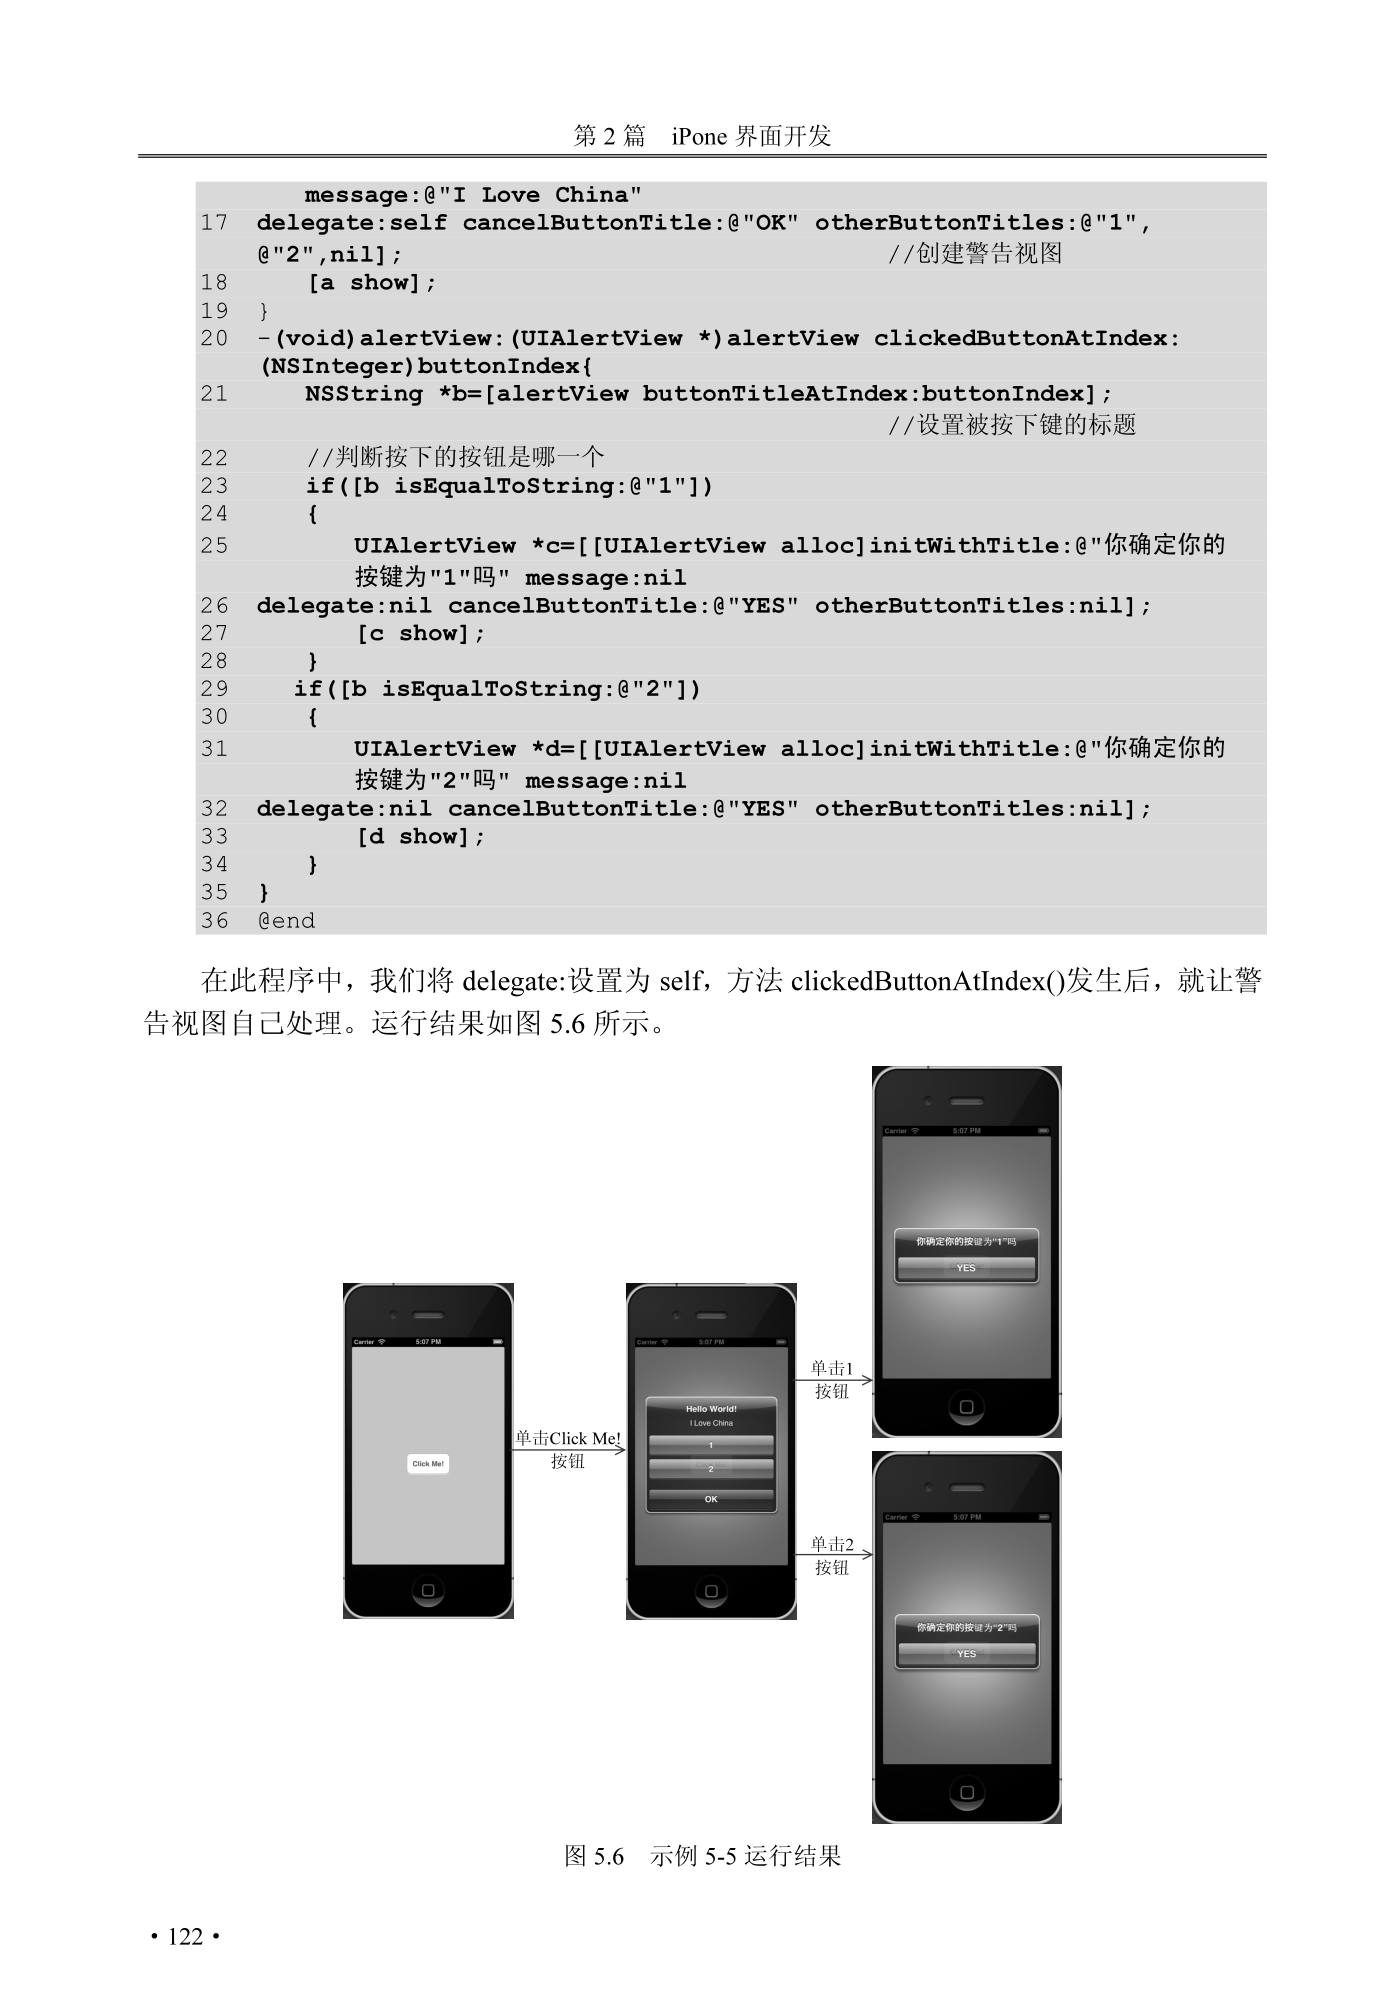 第 2 篇　iPone 界面开发
message:@"I Love China"
17 delegate:self cancelButtonTitle:@"OK" otherButtonTitles:@"1",
@"2",nil]; //创建警告视图
18 [a show];
19 }
20 -(void)alertView:(UIAlertView *)alertView clickedButtonAtIndex:
(NSInteger)buttonIndex{
21 NSString *b=[alertView buttonTitleAtIndex:buttonIndex];
//设置被按下键的标题
22 //判断按下的按钮是哪一个
23 if([b isEqualToString:@"1"])
24 {
25 UIAlertView *c=[[UIAlertView alloc]initWithTitle:@"你确定你的
按键为"1"吗" message:nil
26 delegate:nil cancelButtonTitle:@"YES" otherButtonTitles:nil];
27 [c show];
28 }
29 if([b isEqualToString:@"2"])
30 {
31 UIAlertView *d=[[UIAlertView alloc]initWithTitle:@"你确定你的
按键为"2"吗" message:nil
32 delegate:nil cancelButtonTitle:@"YES" otherButtonTitles:nil];
33 [d show];
34 }
35 }
36 @end
在此程序中，我们将 delegate:设置为 self，方法 clickedButtonAtIndex()发生后，就让警
告视图自己处理。运行结果如图 5.6 所示。
Carrier 5:07 PM
Click Me!
单击Click Me!
按钮
Carrier 5:07 PM
Hello World!
I Love China
1
2
OK
单击1
按钮
Carrier 5:07 PM
你确定你的按键为"1"吗
YES
单击2
按钮
Carrier 5:07 PM
你确定你的按键为"2"吗
YES
图 5.6　示例 5-5 运行结果
• 122 •